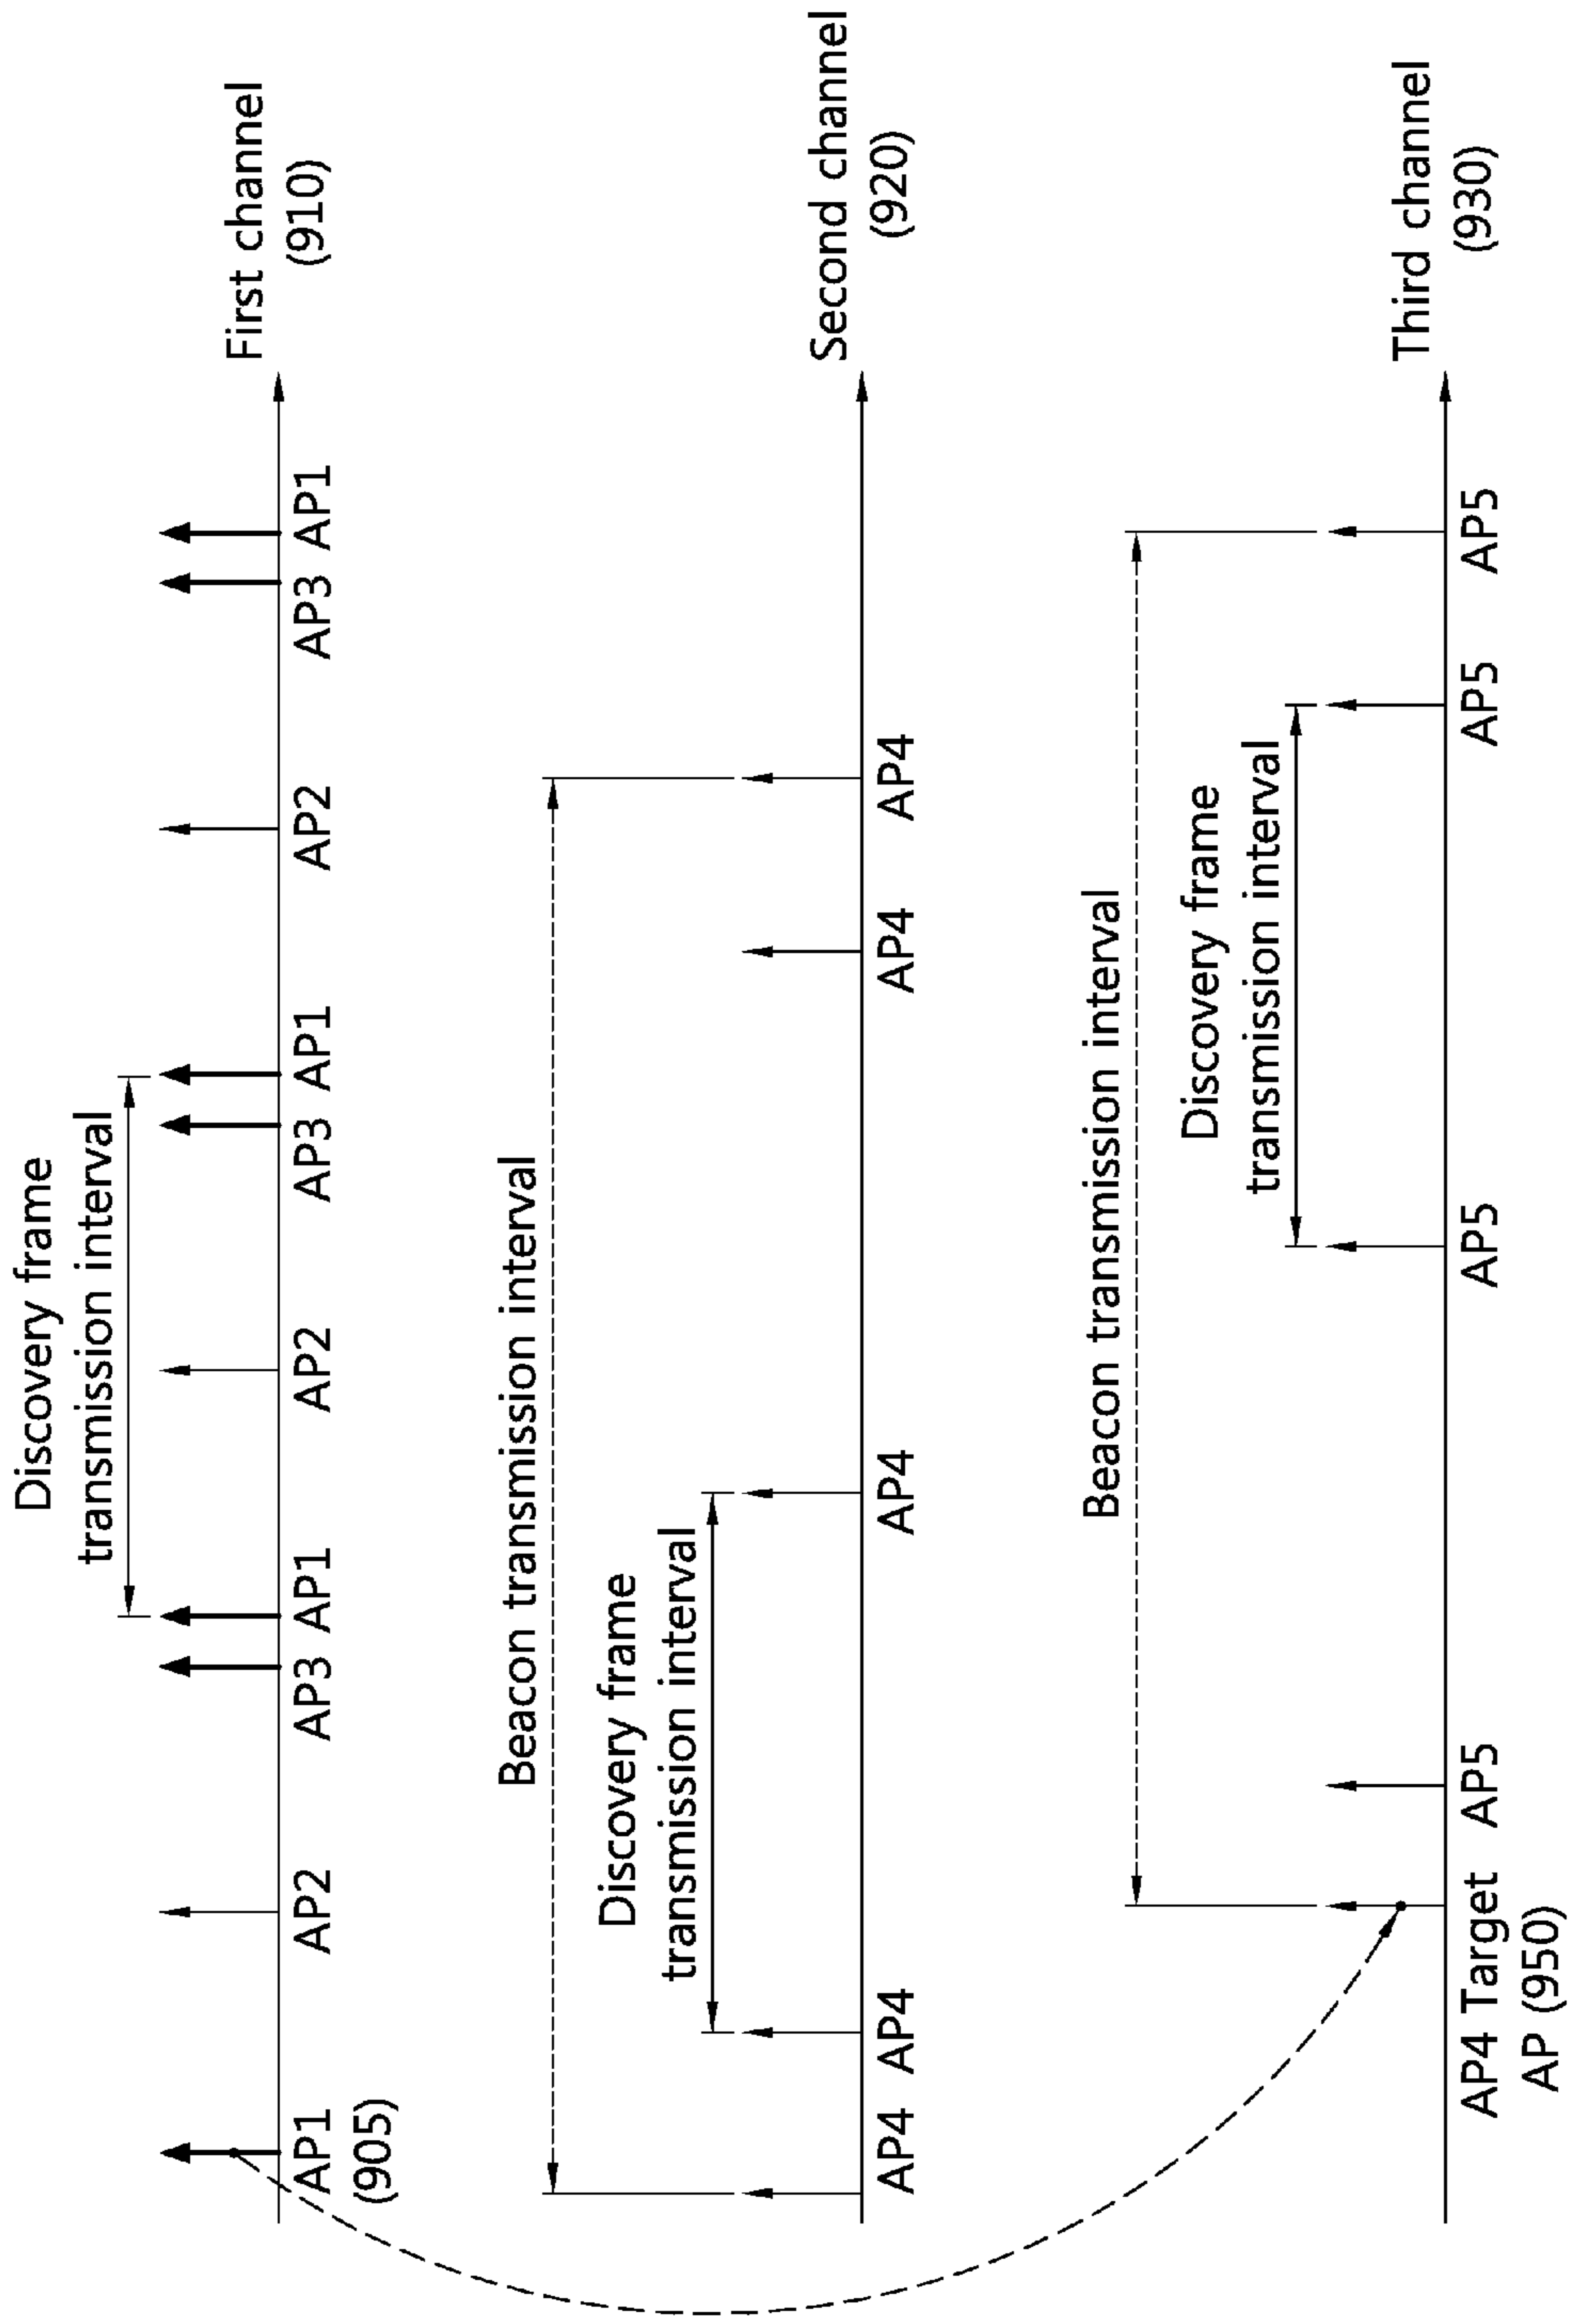 Discovery frame
transmission interval
First channel
(910)
AP1 AP2 AP3 AP1 AP2 AP3 AP1 AP2 AP3 AP1
(905)
Beacon transmission interval
Discovery frame
transmission interval
Second channel
(920)
AP4 AP4 AP4 AP4 AP4
Beacon transmission interval
Discovery frame
transmission interval
Third channel
(930)
AP4 Target AP5 AP5 AP5 AP5
AP (950)